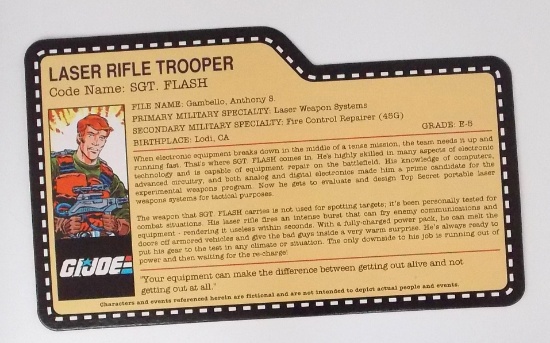 LASER RIFLE TROOPER
Code Name: SGT. FLASH
FILE NAME: Gambello, Anthony S.
PRIMARY MILITARY SPECIALTY: Laser Weapon Systems
SECONDARY MILITARY SPECIALTY: Fire Control Repairer (45G)
BIRTHPLACE: Lodi, CA GRADE: E-5
When electronic equipment breaks down in the middle of a tense mission, the team needs it up and
running fast. That's where SGT. FLASH comes in. He's highly skilled in many aspects of electronic
technology and is capable of equipment repair on the battlefield. His knowledge of computers,
advanced circuitry, and both analog and digital electronics made him a prime candidate for the
experimental weapons program. Now he gets to evaluate and design Top Secret portable laser
weapons systems for tactical purposes.
The weapon that SGT. FLASH carries is not used for spotting targets; it's been personally tested for
combat situations. His laser rifle fires an intense burst that can fry enemy communications and
equipment - rendering it useless within seconds. With a fully-charged power pack, he can melt the
doors off armored vehicles and give the bad guys inside a very warm surprise. He's always ready to
put his gear to the test in any climate or situation. The only downside to his job is running out of
power and then waiting for the re-charge!
GI JOE
"Your equipment can make the difference between getting out alive and not
getting out at all."
Characters and events referenced herein are fictional and are not intended to depict actual people and events.